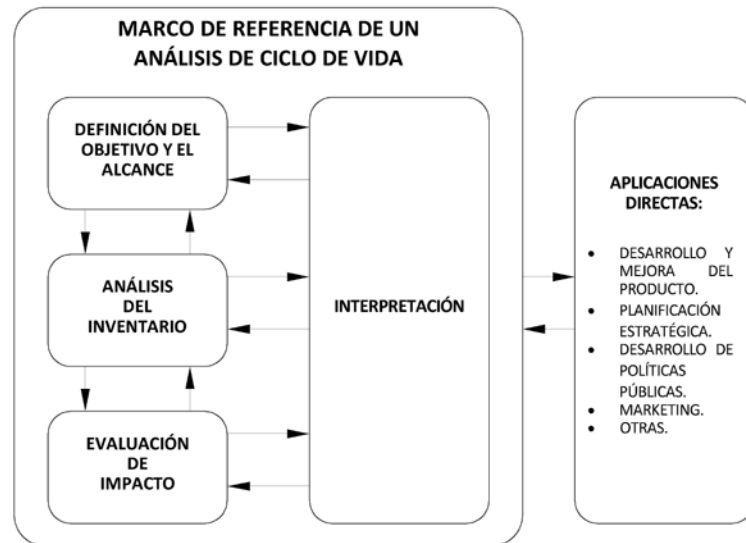 MARCO DE REFERENCIA DE UN
ANÁLISIS DE CICLO DE VIDA
DEFINICIÓN DEL
OBJETIVO Y EL
ALCANCE
ANÁLISIS
DEL
INVENTARIO
EVALUACIÓN
DE
IMPACTO
INTERPRETACIÓN
APLICACIONES
DIRECTAS:
• DESARROLLO Y
MEJORA DEL
PRODUCTO.
• PLANIFICACIÓN
ESTRATÉGICA.
• DESARROLLO DE
POLÍTICAS
PÚBLICAS.
• MARKETING.
• OTRAS.